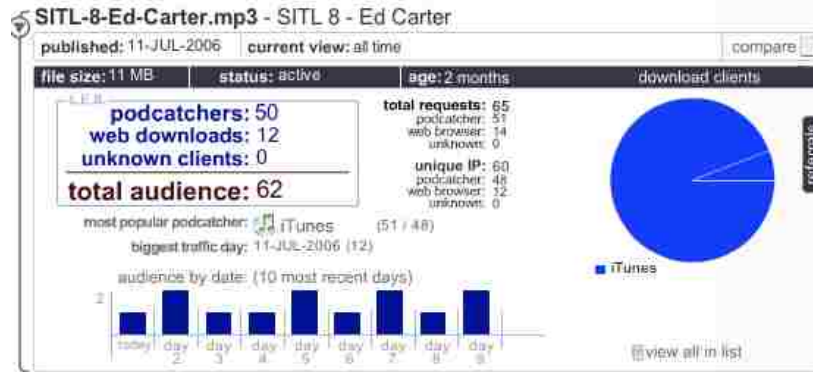 SITL-8-Ed-Carter.mp3 - SITL 8 - Ed Carter
published: 11-JUL-2006 current view: all time compare
file size: 11 MB status: active age: 2 months download clients
podcatchers: 50
web downloads: 12
unknown clients: 0
total audience: 62
total requests: 65
podcatcher: 51
web browser: 14
unknown: 0
unique IP: 60
podcatcher: 48
web browser: 12
unknown: 0
most popular podcatcher: iTunes (51 / 48)
biggest traffic day: 11-JUL-2006 (12)
iTunes
referrals
audience by date: (10 most recent days)
2
today day 2 day 3 day 4 day 5 day 6 day 7 day 8 day 9
view all in list